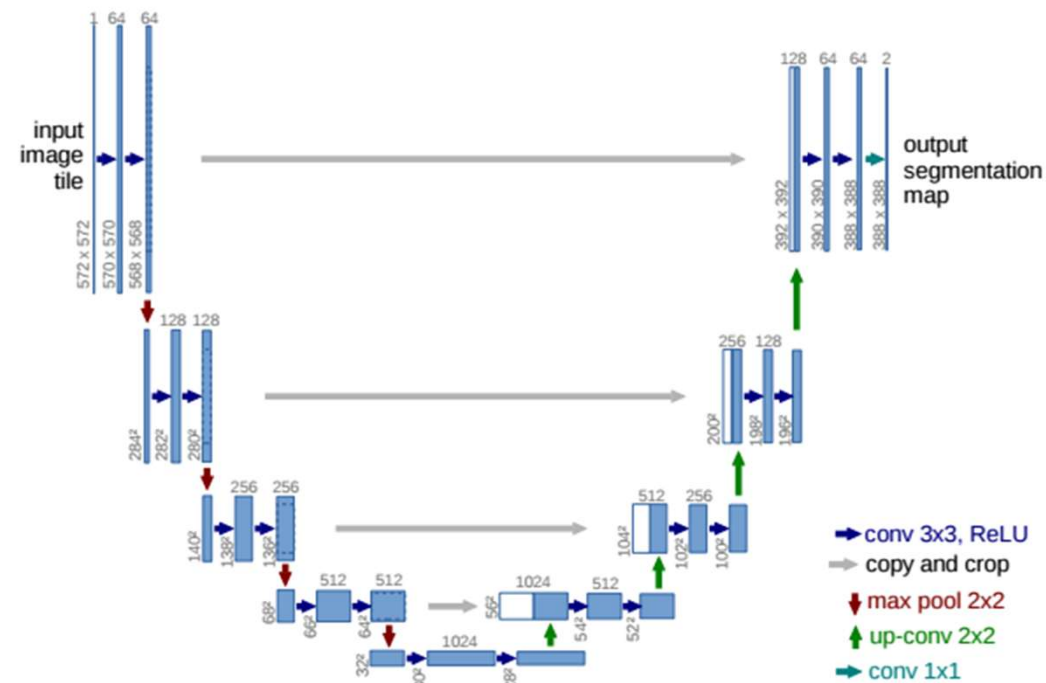 1 64 64
128 64 64 2
input
image
tile
output
segmentation
map
572 x 572
570 x 570
568 x 568
392 x 392
390 x 390
388 x 388
388 x 388
128 128
256 128
284²
282²
280²
200²
198²
196²
256 256
512 256
140²
138²
136²
104²
102²
100²
conv 3x3, ReLU
copy and crop
max pool 2x2
up-conv 2x2
conv 1x1
512 512
1024 512
68²
66²
64²
56²
54²
52²
1024
32²